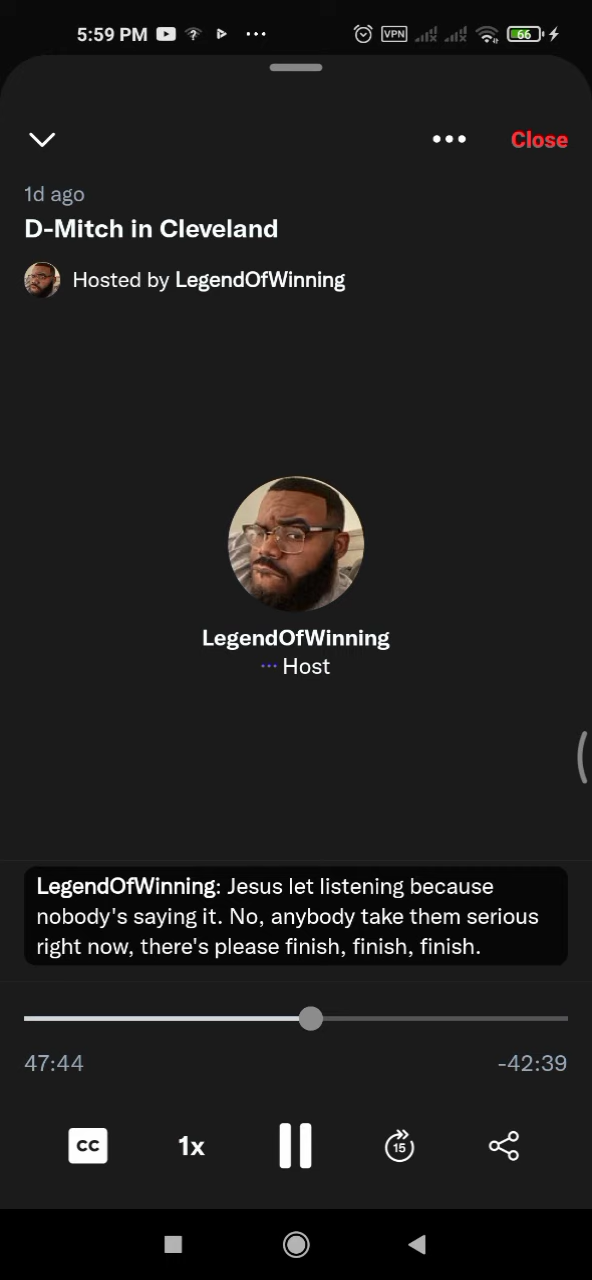 5:59 PM
VPN
66
Close
1d ago
D-Mitch in Cleveland
Hosted by LegendOfWinning
LegendOfWinning
Host
LegendOfWinning: Jesus let listening because
nobody's saying it. No, anybody take them serious
right now, there's please finish, finish, finish.
47:44
-42:39
CC
1x
15